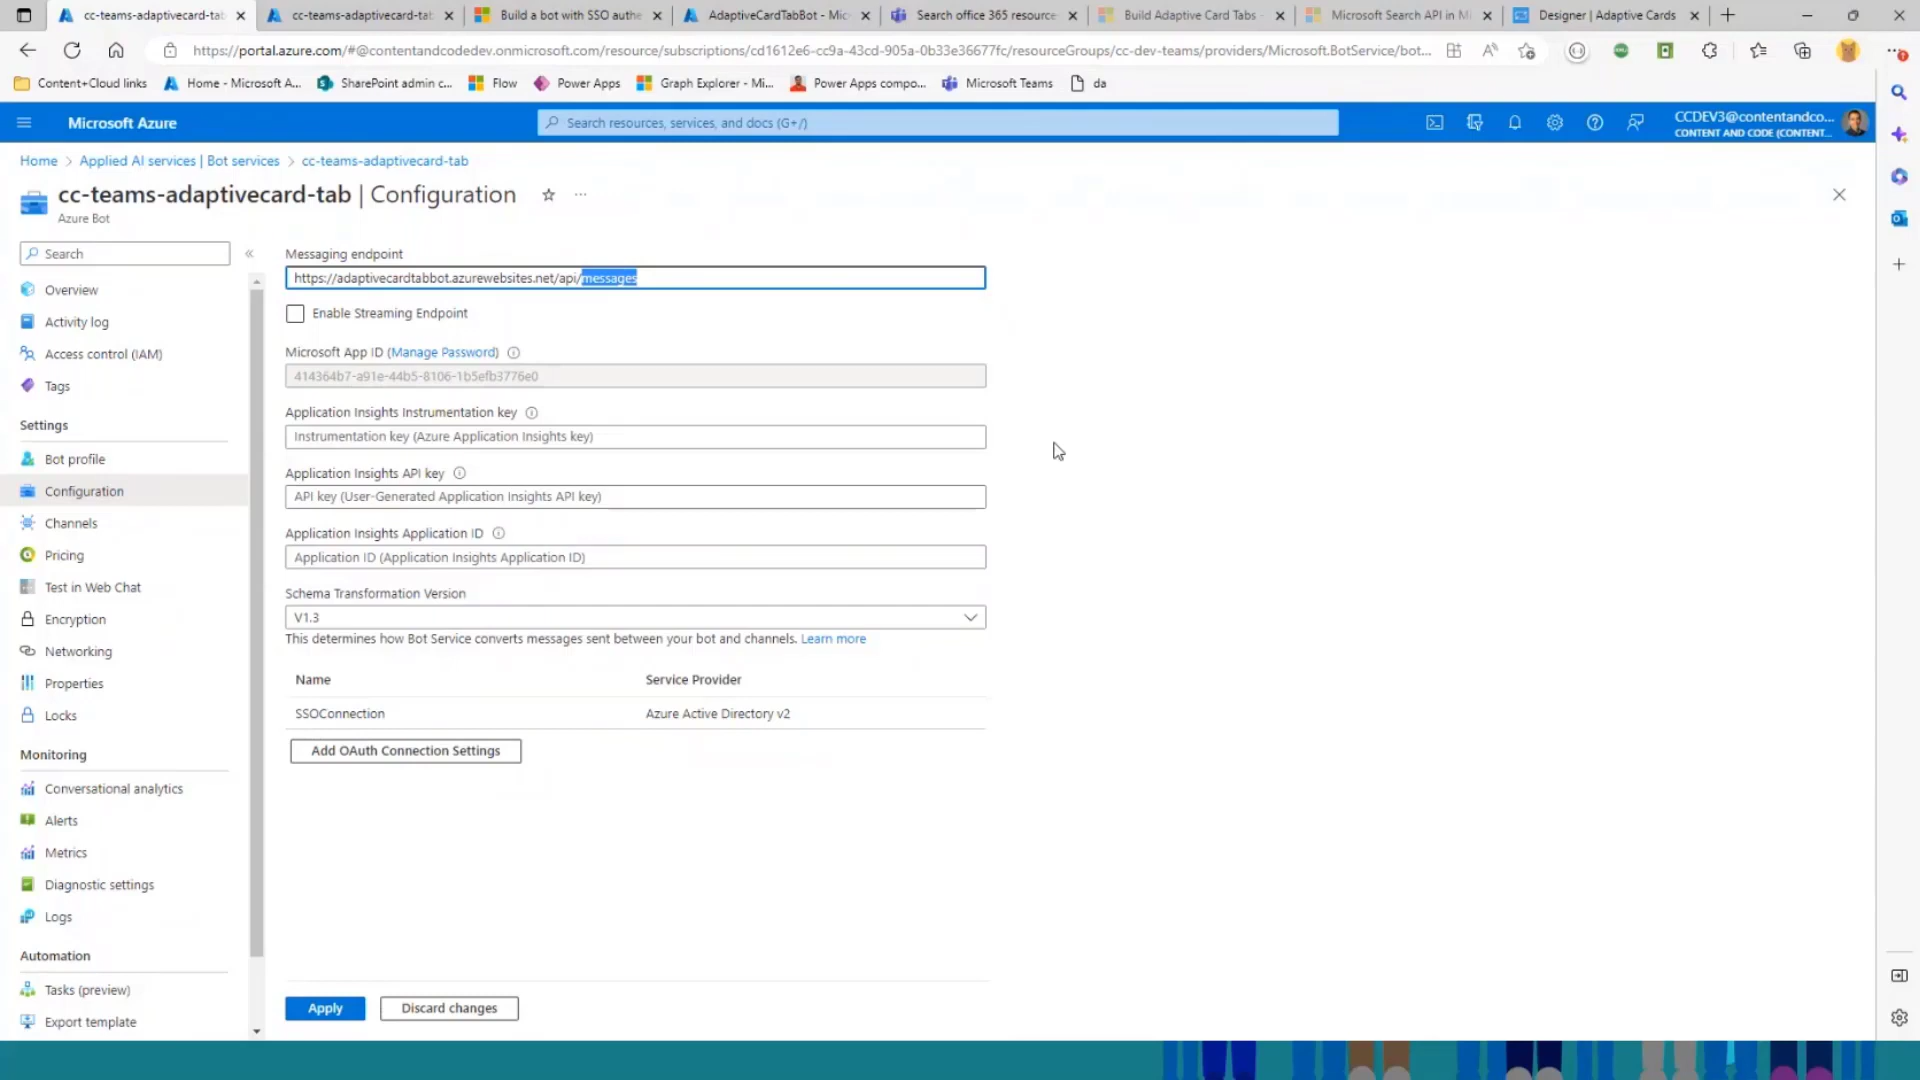 cc-teams-adaptivecard-tab
cc-teams-adaptivecard-tab
Build a bot with SSO authe
AdaptiveCardTabBot - Mic
Search office 365 resource
Build Adaptive Card Tabs -
Microsoft Search API in Mi
Designer | Adaptive Cards
https://portal.azure.com/#@contentandcodedev.onmicrosoft.com/resource/subscriptions/cd1612e6-cc9a-43cd-905a-0b33e36677fc/resourceGroups/cc-dev-teams/providers/Microsoft.BotService/bot...
Content+Cloud links
Home - Microsoft A...
SharePoint admin c...
Flow
Power Apps
Graph Explorer - Mi...
Power Apps compo...
Microsoft Teams
da
Microsoft Azure
Search resources, services, and docs (G+/)
CCDEV3@contentandco...
CONTENT AND CODE (CONTENT...
Home > Applied AI services | Bot services > cc-teams-adaptivecard-tab
cc-teams-adaptivecard-tab | Configuration
Azure Bot
Search
Overview
Activity log
Access control (IAM)
Tags
Settings
Bot profile
Configuration
Channels
Pricing
Test in Web Chat
Encryption
Networking
Properties
Locks
Monitoring
Conversational analytics
Alerts
Metrics
Diagnostic settings
Logs
Automation
Tasks (preview)
Export template
Messaging endpoint
https://adaptivecardtabbot.azurewebsites.net/api/messages
Enable Streaming Endpoint
Microsoft App ID (Manage Password)
414364b7-a91e-44b5-8106-1b5efb3776e0
Application Insights Instrumentation key
Instrumentation key (Azure Application Insights key)
Application Insights API key
API key (User-Generated Application Insights API key)
Application Insights Application ID
Application ID (Application Insights Application ID)
Schema Transformation Version
V1.3
This determines how Bot Service converts messages sent between your bot and channels. Learn more
Name Service Provider
SSOConnection Azure Active Directory v2
Add OAuth Connection Settings
Apply
Discard changes